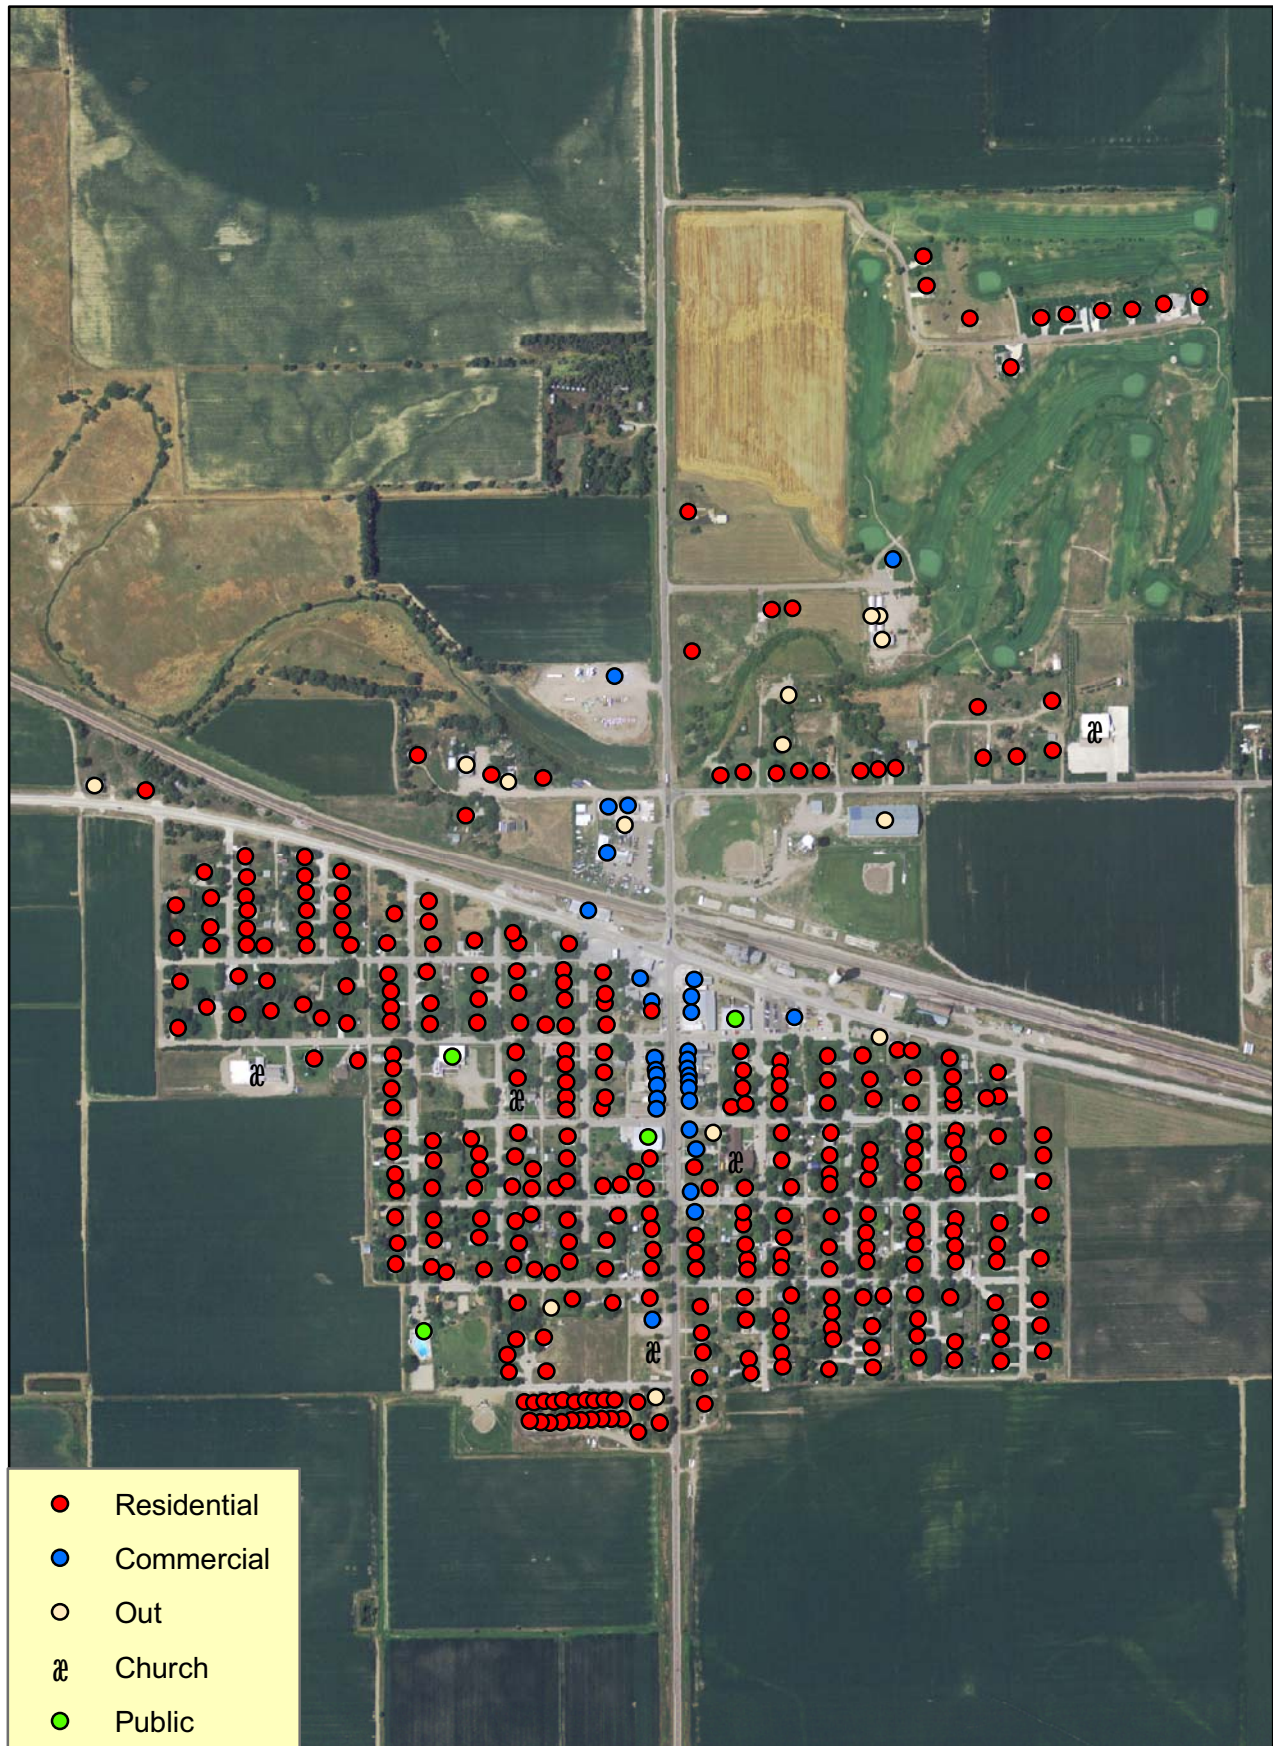 æ
æ
æ
æ
æ
Residential
Commercial
Out
æ Church
Public